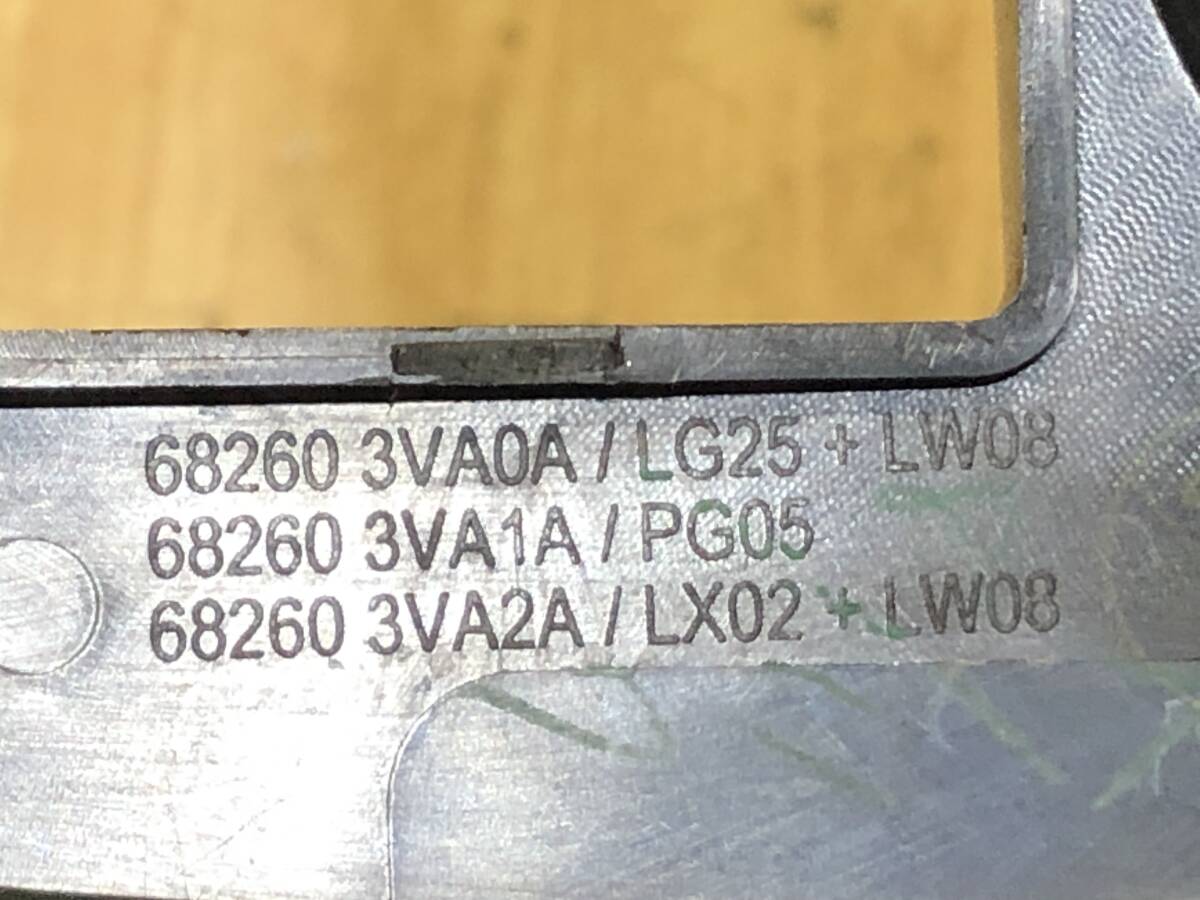 68260 3VA0A / LG25 + LW08
68260 3VA1A / PG05
68260 3VA2A / LX02 + LW08